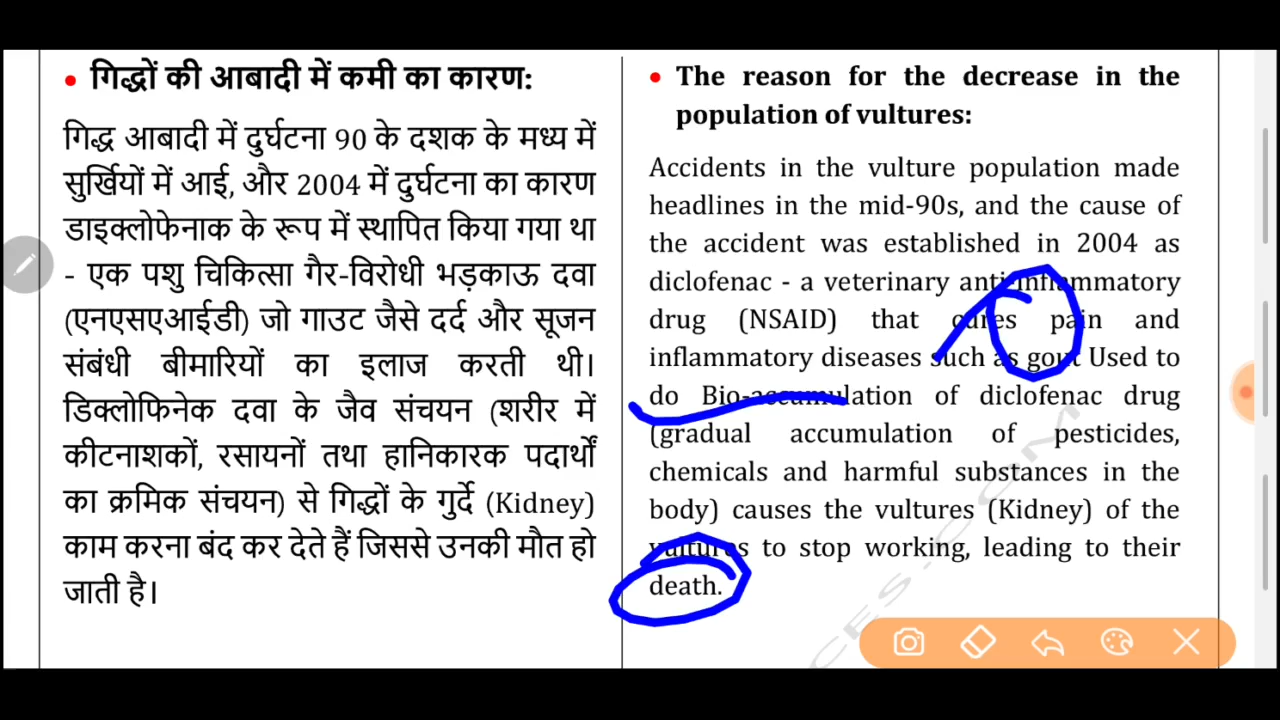 • गिद्धों की आबादी में कमी का कारण:
गिद्ध आबादी में दुर्घटना 90 के दशक के मध्य में
सुर्खियों में आई, और 2004 में दुर्घटना का कारण
डाइक्लोफेनाक के रूप में स्थापित किया गया था
- एक पशु चिकित्सा गैर-विरोधी भड़काऊ दवा
(एनएसएआईडी) जो गाउट जैसे दर्द और सूजन
संबंधी बीमारियों का इलाज करती थी।
डिक्लोफिनेक दवा के जैव संचयन (शरीर में
कीटनाशकों, रसायनों तथा हानिकारक पदार्थों
का क्रमिक संचयन) से गिद्धों के गुर्दे (Kidney)
काम करना बंद कर देते हैं जिससे उनकी मौत हो
जाती है।
• The reason for the decrease in the
population of vultures:
Accidents in the vulture population made
headlines in the mid-90s, and the cause of
the accident was established in 2004 as
diclofenac - a veterinary anti-inflammatory
drug (NSAID) that cures pain and
inflammatory diseases such as gout Used to
do Bio-accumulation of diclofenac drug
(gradual accumulation of pesticides,
chemicals and harmful substances in the
body) causes the vultures (Kidney) of the
vultures to stop working, leading to their
death.